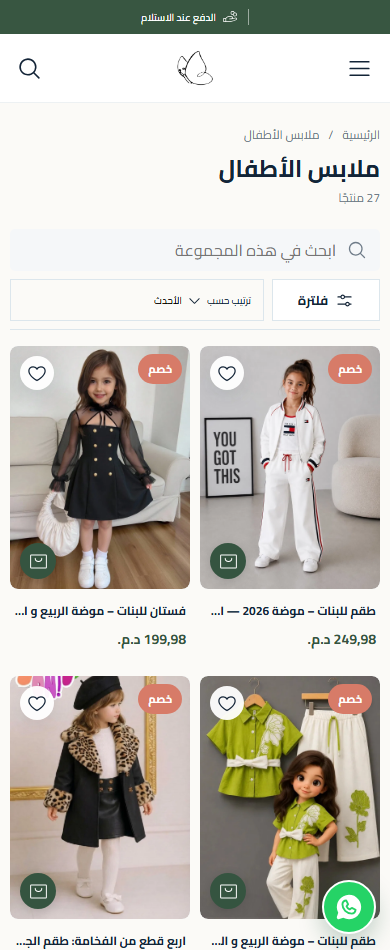 الدفع عند الاستلام
الرئيسية / ملابس الأطفال
ملابس الأطفال
27 منتجًا
ابحث في هذه المجموعة
فلترة
ترتيب حسب الأحدث
خصم
خصم
YOU
GOT
THIS
طقم للبنات – موضة 2026 — ا...
فستان للبنات – موضة الربيع و ا...
249,98 د.م.
199,98 د.م.
خصم
خصم
طقم للبنات – موضة الربيع و الـ...
اربع قطع من الفخامة: طقم الجـ...